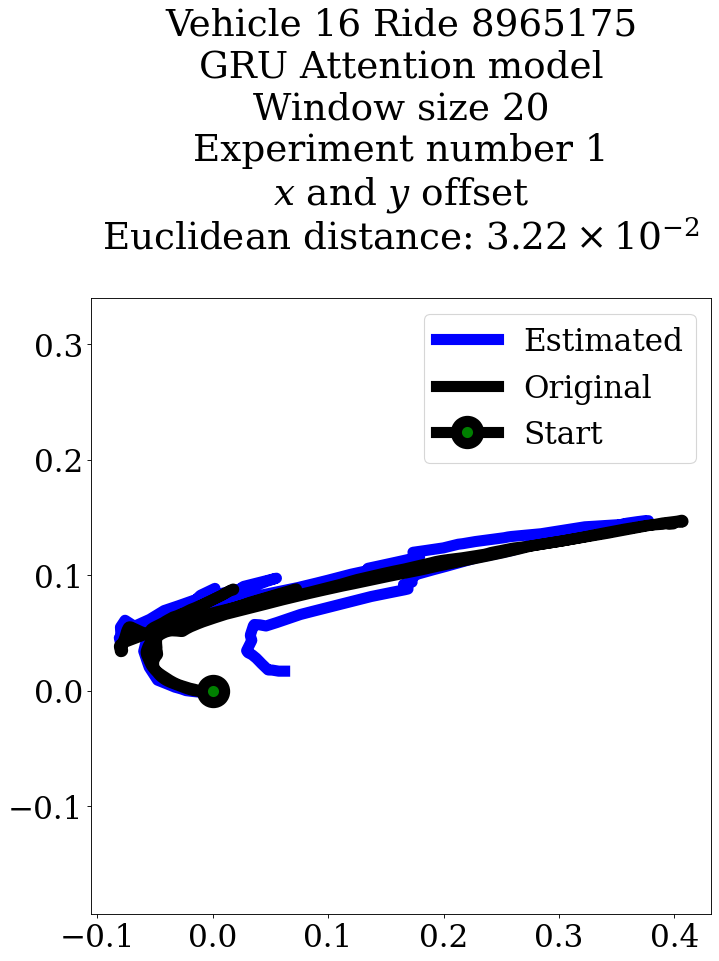 Vehicle 16 Ride 8965175
GRU Attention model
Window size 20
Experiment number 1
x and y offset
Euclidean distance: 3.22 × 10⁻²
Estimated
Original
Start
0.3
0.2
0.1
0.0
−0.1
−0.1 0.0 0.1 0.2 0.3 0.4